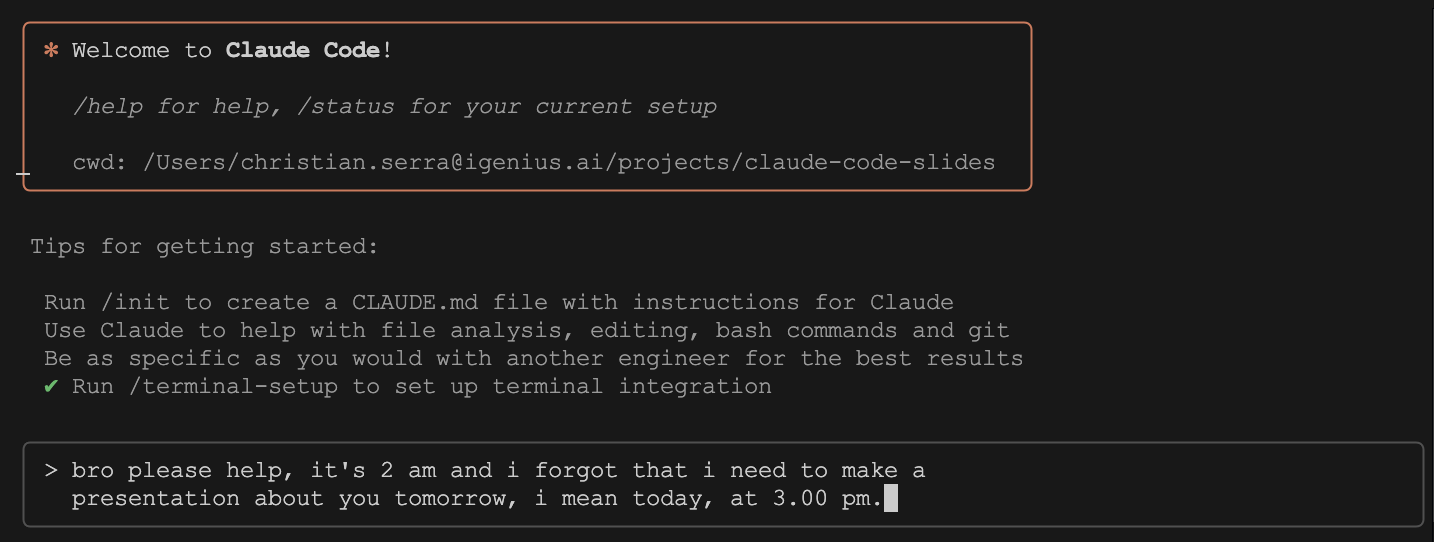 ✻ Welcome to Claude Code!
/help for help, /status for your current setup
cwd: /Users/christian.serra@igenius.ai/projects/claude-code-slides
Tips for getting started:
Run /init to create a CLAUDE.md file with instructions for Claude
Use Claude to help with file analysis, editing, bash commands and git
Be as specific as you would with another engineer for the best results
✔ Run /terminal-setup to set up terminal integration
> bro please help, it's 2 am and i forgot that i need to make a
presentation about you tomorrow, i mean today, at 3.00 pm.